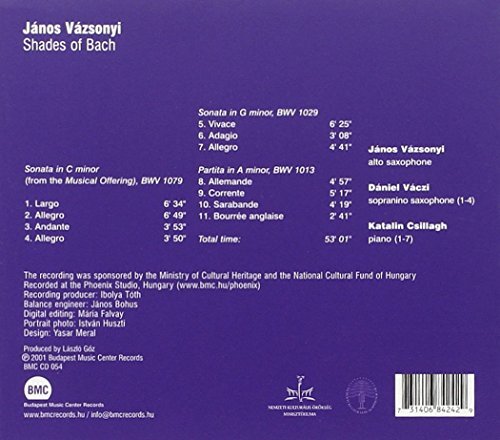 János Vázsonyi
Shades of Bach
Sonata in C minor
(from the Musical Offering), BWV 1079
1. Largo 6' 34"
2. Allegro 6' 49"
3. Andante 3' 53"
4. Allegro 3' 50"
Sonata in G minor, BWV 1029
5. Vivace 6' 25"
6. Adagio 3' 08"
7. Allegro 4' 41"
Partita in A minor, BWV 1013
8. Allemande 4' 57"
9. Corrente 5' 17"
10. Sarabande 4' 19"
11. Bourrée anglaise 2' 41"
Total time: 53' 01"
János Vázsonyi
alto saxophone
Dániel Váczi
sopranino saxophone (1-4)
Katalin Csillagh
piano (1-7)
The recording was sponsored by the Ministry of Cultural Heritage and the National Cultural Fund of Hungary
Recorded at the Phoenix Studio, Hungary (www.bmc.hu/phoenix)
Recording producer: Ibolya Tóth
Balance engineer: János Bohus
Digital editing: Mária Falvay
Portrait photo: István Huszti
Design: Yasar Meral
Produced by László Gőz
℗ 2001 Budapest Music Center Records
BMC CD 054
BMC
Budapest Music Center Records
www.bmcrecords.hu / info@bmcrecords.hu
NEMZETI KULTURÁLIS ÖRÖKSÉG
MINISZTÉRIUMA
7 31406 84242 9